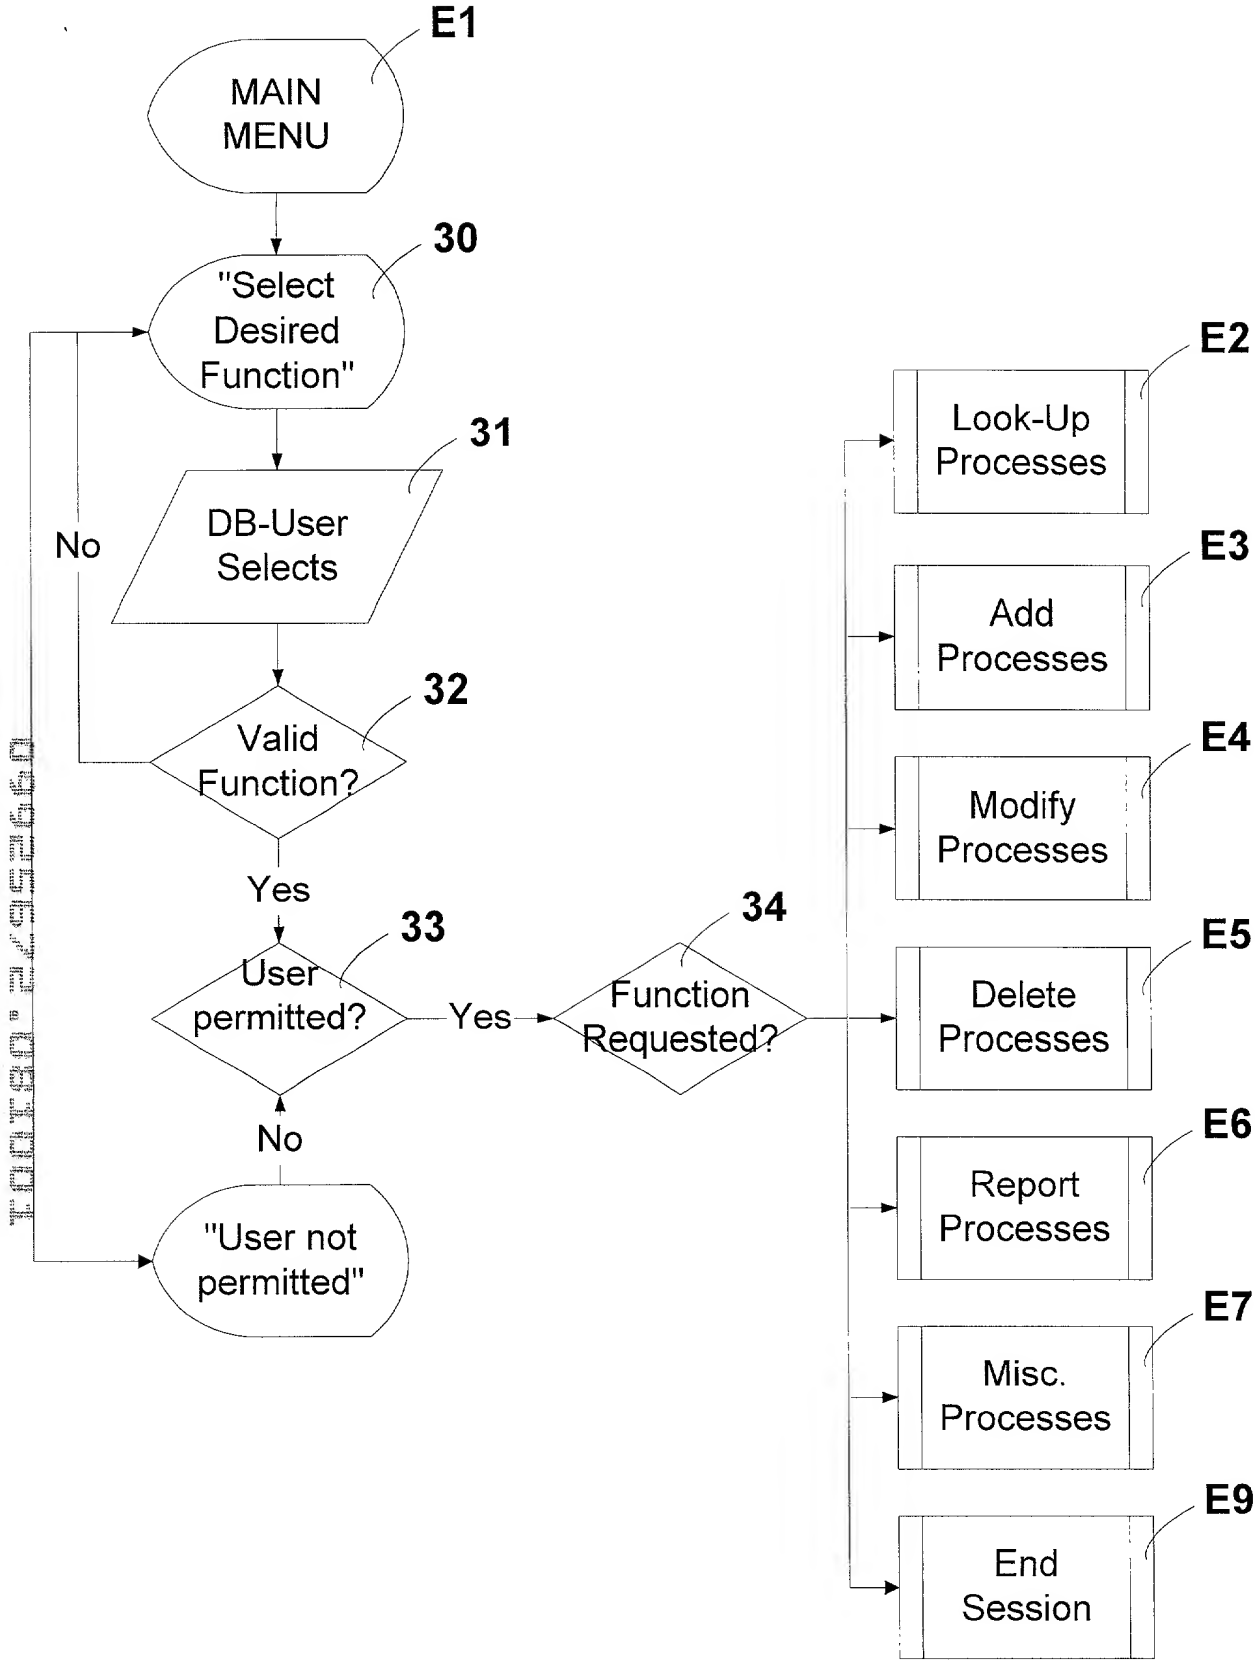 E1
MAIN
MENU
30
"Select
Desired
Function"
31
DB-User
Selects
No
32
Valid
Function?
Yes
33
User
permitted?
Yes
34
Function
Requested?
No
"User not
permitted"
E2
Look-Up
Processes
E3
Add
Processes
E4
Modify
Processes
E5
Delete
Processes
E6
Report
Processes
E7
Misc.
Processes
E9
End
Session
09925672.081001